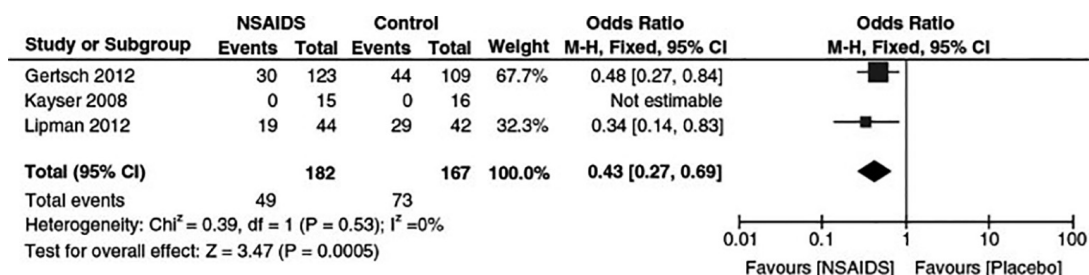 NSAIDS Control Odds Ratio Odds Ratio
Study or Subgroup Events Total Events Total Weight M-H, Fixed, 95% CI M-H, Fixed, 95% CI
Gertsch 2012 30 123 44 109 67.7% 0.48 [0.27, 0.84]
Kayser 2008 0 15 0 16 Not estimable
Lipman 2012 19 44 29 42 32.3% 0.34 [0.14, 0.83]
Total (95% CI) 182 167 100.0% 0.43 [0.27, 0.69]
Total events 49 73
Heterogeneity: Chi^z = 0.39, df = 1 (P = 0.53); I^z =0%
Test for overall effect: Z = 3.47 (P = 0.0005)
0.01 0.1 1 10 100
Favours [NSAIDS] Favours [Placebo]